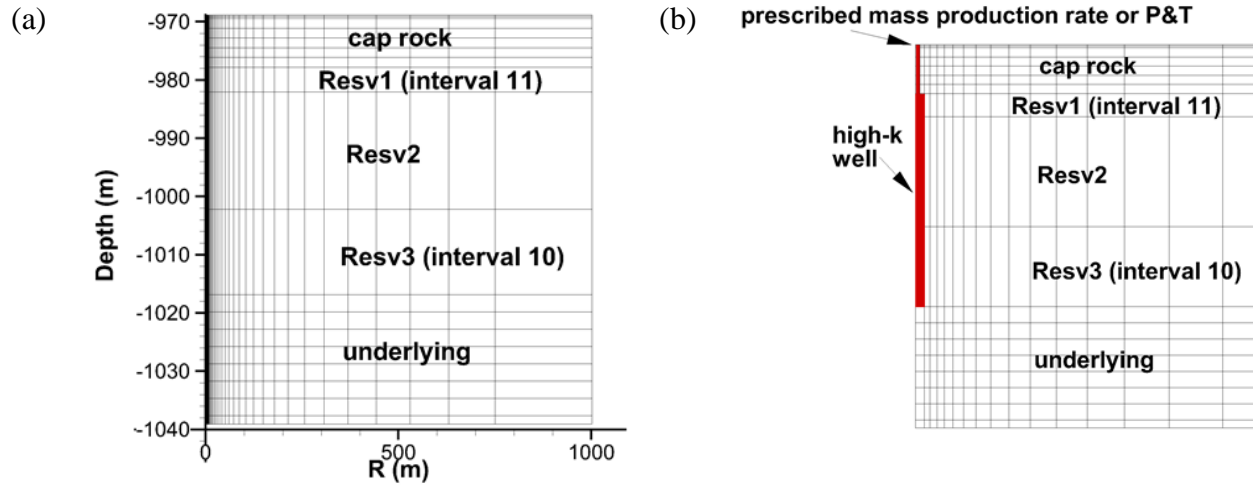 (a)
-970
-980
-990
-1000
-1010
-1020
-1030
-1040
Depth (m)
cap rock
Resv1 (interval 11)
Resv2
Resv3 (interval 10)
underlying
0
500
1000
R (m)
(b)
prescribed mass production rate or P&T
cap rock
Resv1 (interval 11)
high-k
well
Resv2
Resv3 (interval 10)
underlying